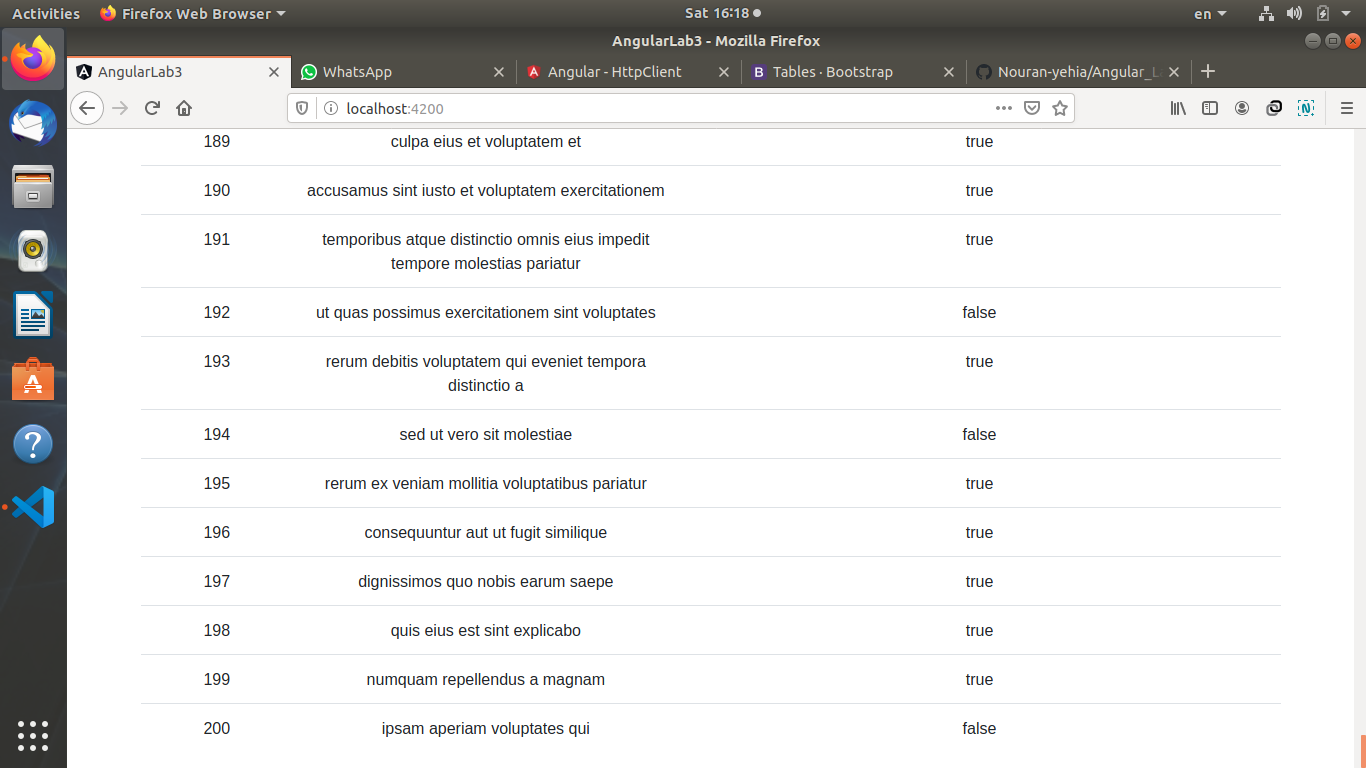 Activities Firefox Web Browser Sat 16:18 en
AngularLab3 - Mozilla Firefox
AngularLab3 WhatsApp Angular - HttpClient Tables · Bootstrap Nouran-yehia/Angular_L
localhost:4200
189 culpa eius et voluptatem et true
190 accusamus sint iusto et voluptatem exercitationem true
191 temporibus atque distinctio omnis eius impedit true
tempore molestias pariatur
192 ut quas possimus exercitationem sint voluptates false
193 rerum debitis voluptatem qui eveniet tempora true
distinctio a
194 sed ut vero sit molestiae false
195 rerum ex veniam mollitia voluptatibus pariatur true
196 consequuntur aut ut fugit similique true
197 dignissimos quo nobis earum saepe true
198 quis eius est sint explicabo true
199 numquam repellendus a magnam true
200 ipsam aperiam voluptates qui false